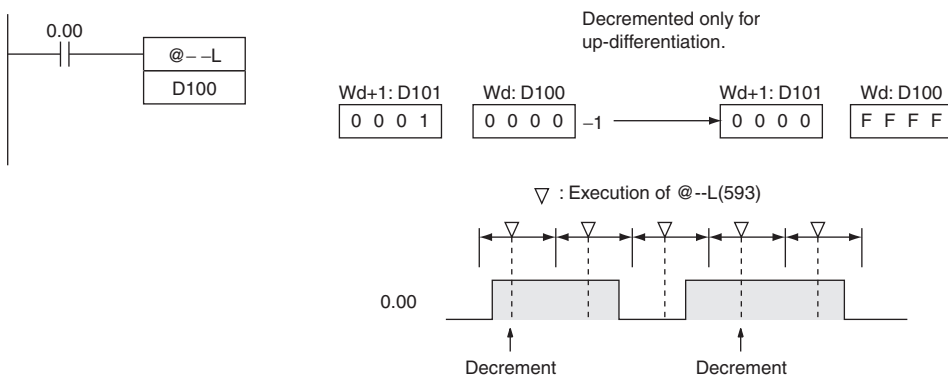 0.00
@– –L
D100
Decremented only for
up-differentiation.
Wd+1: D101 Wd: D100 Wd+1: D101 Wd: D100
0 0 0 1 0 0 0 0 –1 0 0 0 0 F F F F
▽ : Execution of @--L(593)
0.00
Decrement Decrement